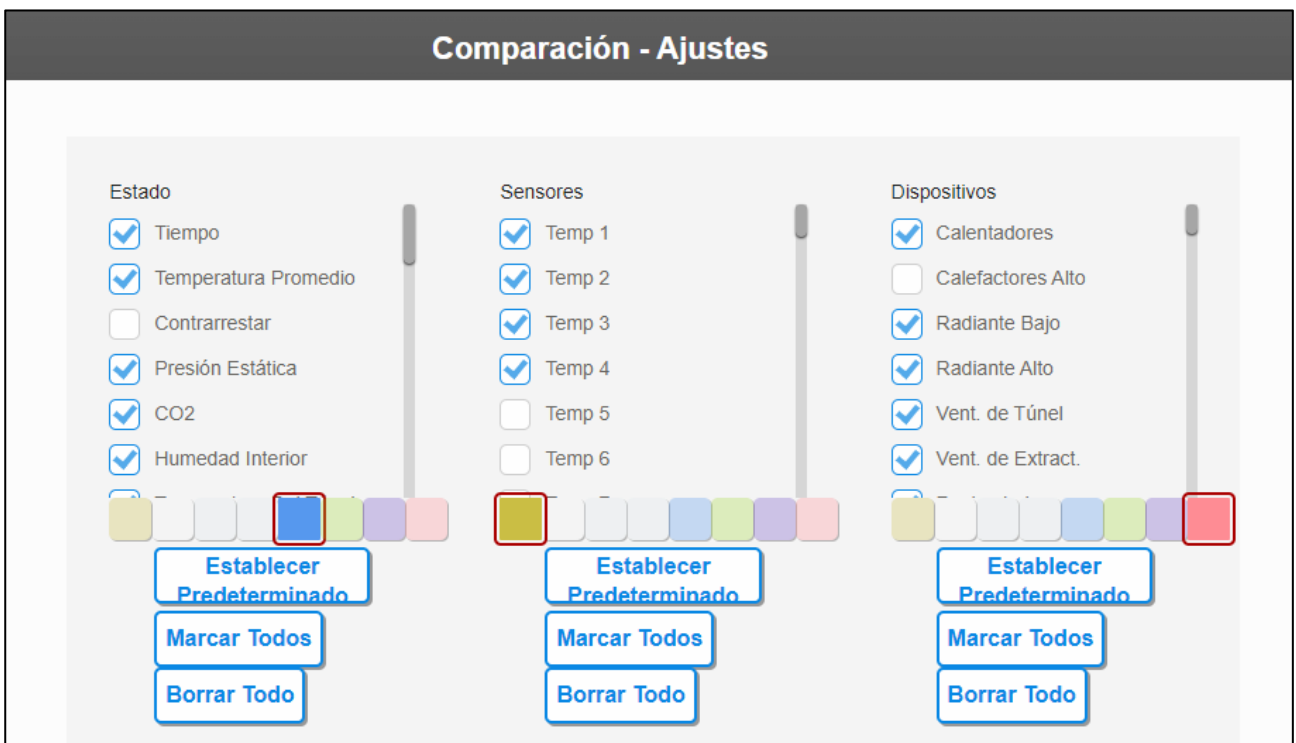 Comparación - Ajustes
Estado
Tiempo
Temperatura Promedio
Contrarrestar
Presión Estática
CO2
Humedad Interior
Establecer
Predeterminado
Marcar Todos
Borrar Todo
Sensores
Temp 1
Temp 2
Temp 3
Temp 4
Temp 5
Temp 6
Establecer
Predeterminado
Marcar Todos
Borrar Todo
Dispositivos
Calentadores
Calefactores Alto
Radiante Bajo
Radiante Alto
Vent. de Túnel
Vent. de Extract.
Establecer
Predeterminado
Marcar Todos
Borrar Todo